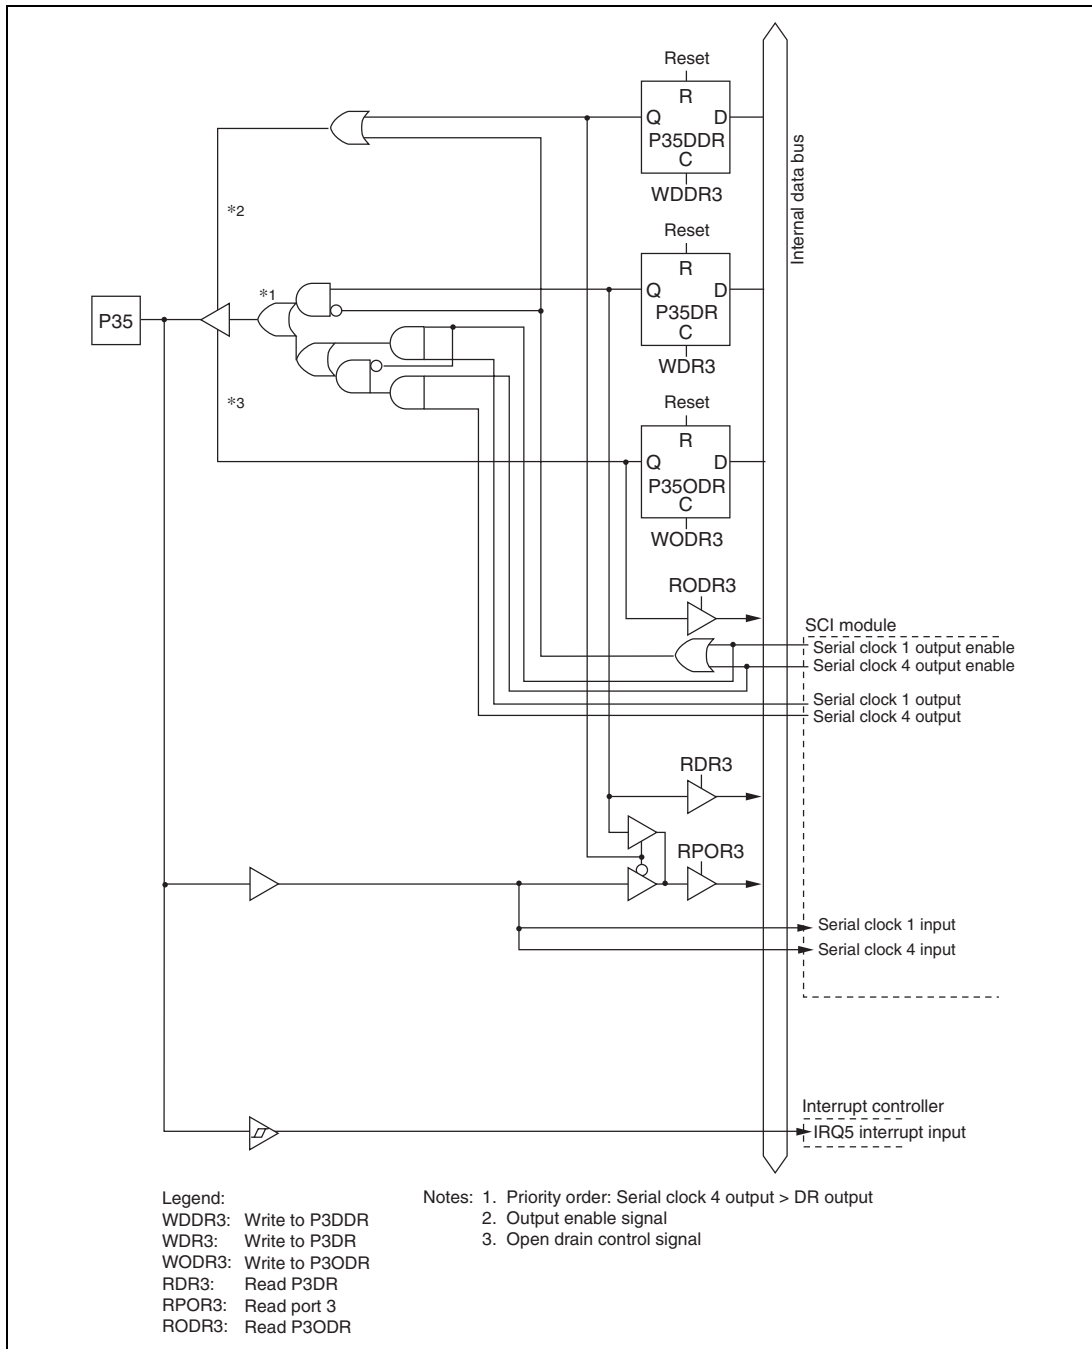 Reset
R
Q D
P35DDR
C
WDDR3
Internal data bus
*2
Reset
R
Q D
P35DR
C
WDR3
*1
P35
*3
Reset
R
Q D
P35ODR
C
WODR3
RODR3
SCI module
Serial clock 1 output enable
Serial clock 4 output enable
Serial clock 1 output
Serial clock 4 output
RDR3
RPOR3
Serial clock 1 input
Serial clock 4 input
Interrupt controller
IRQ5 interrupt input
Legend:
WDDR3: Write to P3DDR
WDR3: Write to P3DR
WODR3: Write to P3ODR
RDR3: Read P3DR
RPOR3: Read port 3
RODR3: Read P3ODR
Notes: 1. Priority order: Serial clock 4 output > DR output
2. Output enable signal
3. Open drain control signal